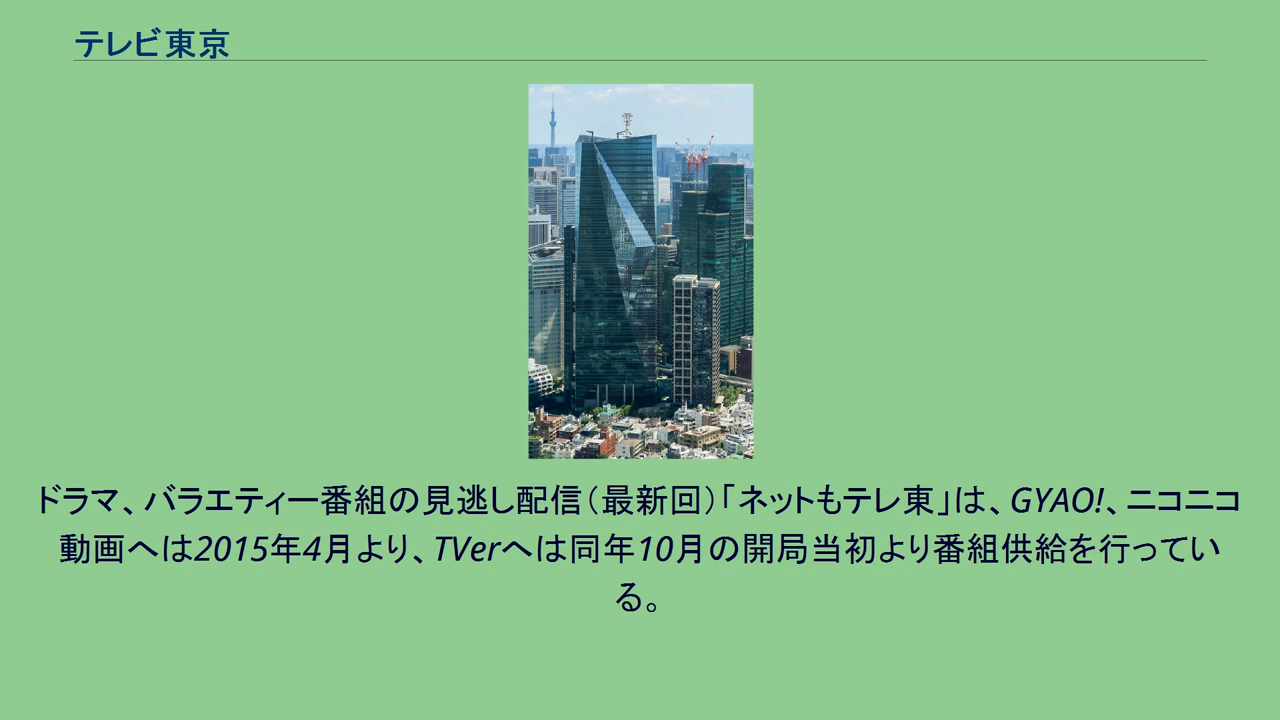 テレビ東京
ドラマ、バラエティー番組の見逃し配信（最新回）「ネットもテレ東」は、GYAO!、ニコニコ
動画へは2015年4月より、TVerへは同年10月の開局当初より番組供給を行ってい
る。